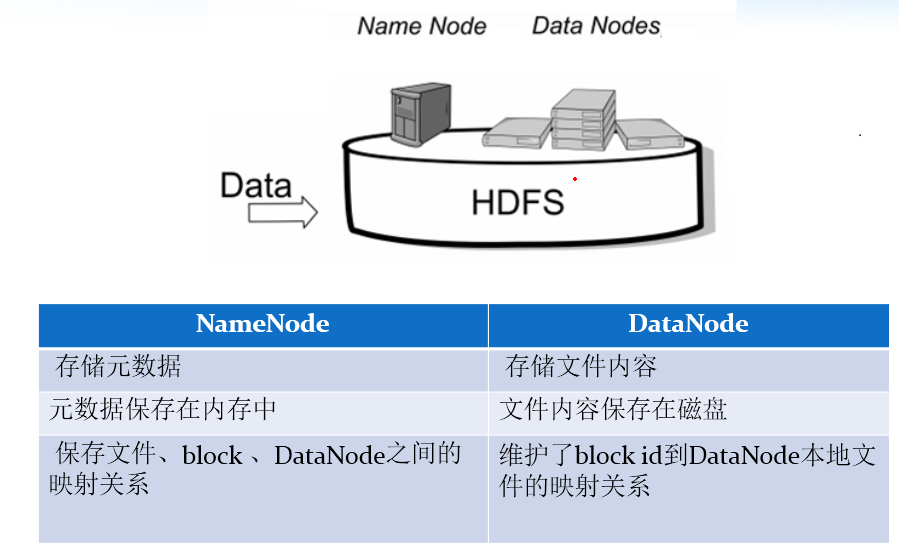 Name Node Data Nodes
Data
HDFS
NameNode DataNode
存储元数据 存储文件内容
元数据保存在内存中 文件内容保存在磁盘
保存文件、block 、DataNode之间的 维护了block id到DataNode本地文
映射关系 件的映射关系